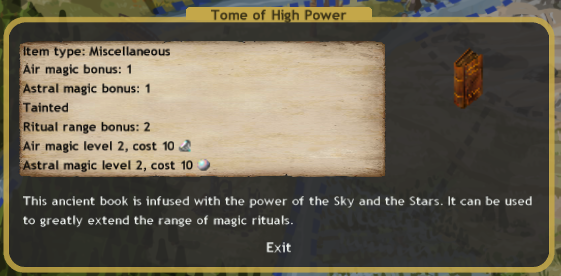 Tome of High Power
Item type: Miscellaneous
Air magic bonus: 1
Astral magic bonus: 1
Tainted
Ritual range bonus: 2
Air magic level 2, cost 10
Astral magic level 2, cost 10
This ancient book is infused with the power of the Sky and the Stars. It can be used
to greatly extend the range of magic rituals.
Exit